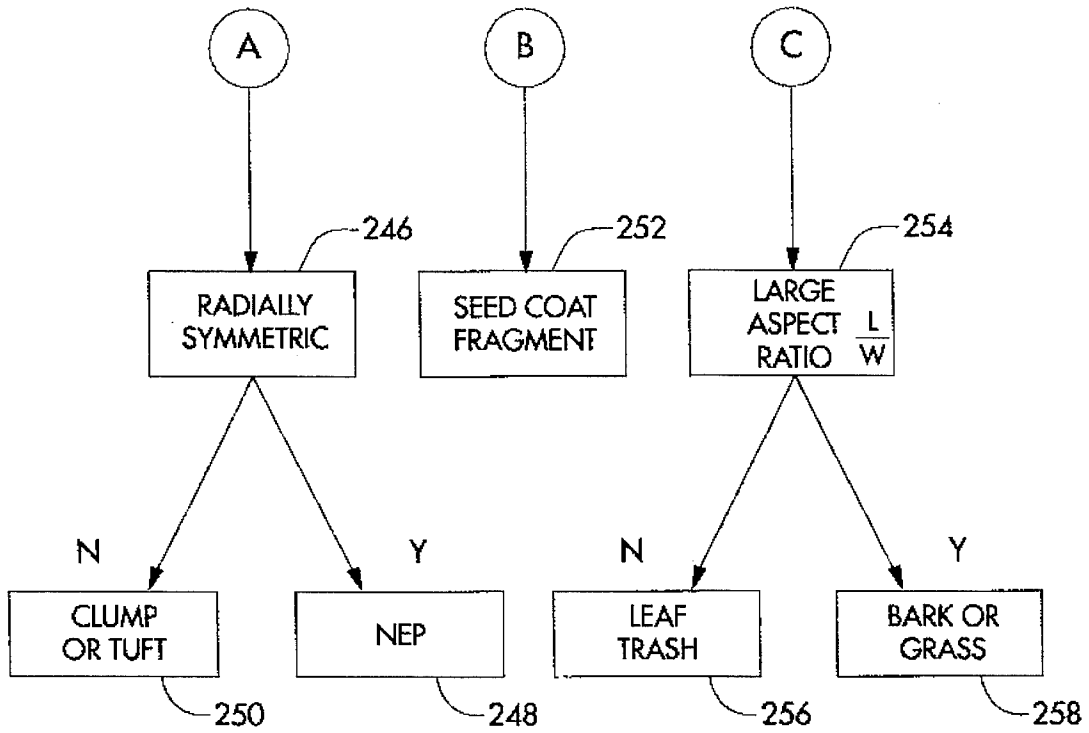 A
B
C
246
252
254
RADIALLY
SYMMETRIC
SEED COAT
FRAGMENT
LARGE
ASPECT
RATIO
L
W
N
Y
N
Y
CLUMP
OR TUFT
NEP
LEAF
TRASH
BARK OR
GRASS
250
248
256
258